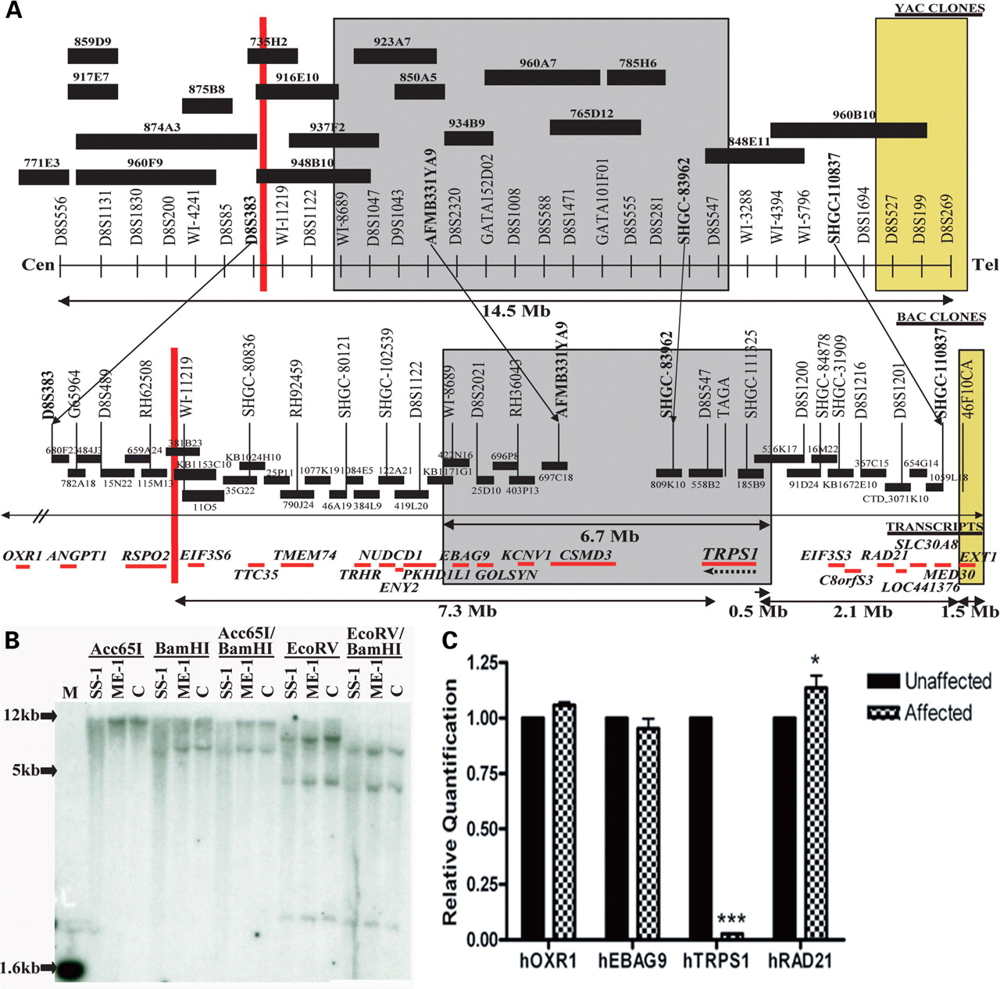 A
YAC CLONES
859D9
735H2
923A7
917E7
916E10
850A5
960A7
785H6
875B8
874A3
937F2
934B9
765D12
960B10
848E11
771E3
960F9
948B10
D8S556
D8S1131
D8S1830
D8S200
WI-4241
D8S85
D8S383
WI-11219
D8S1122
WI-8689
D8S1047
D9S1043
AFMB331YA9
D8S2320
GATA152D02
D8S1008
D8S588
D8S1471
GATA101F01
D8S555
D8S281
SHGC-83962
D8S547
WI-3288
WI-4394
WI-5796
SHGC-110837
D8S1694
D8S527
D8S199
D8S269
Cen
Tel
14.5 Mb
BAC CLONES
D8S383
G65964
D8S489
RH62508
WI-11219
SHGC-80836
RH92459
SHGC-80121
SHGC-102539
D8S1122
WI-8689
D8S2021
RH36043
AFMB331YA9
SHGC-83962
D8S547
TAGA
SHGC-111325
D8S1200
SHGC-84878
SHGC-31909
D8S1216
D8S1201
SHGC-110837
46F10CA
680F23
484J3
659A24
381B23
KB1024H10
422N16
696P8
536K17
16M22
367C15
654G14
782A18
15N22
115M13
KB1153C10
35G22
25P11
1077K19
1084E5
122A21
KB1171G1
25D10
403P13
697C18
809K10
558B2
185B9
91D24
KB1672E10
CTD_3071K10
1059L18
11O5
790J24
46A19
384L9
419L20
6.7 Mb
TRANSCRIPTS
OXR1
ANGPT1
RSPO2
EIF3S6
TTC35
TMEM74
TRHR
NUDCD1
ENY2
PKHD1L1
EBAG9
GOLSYN
KCNV1
CSMD3
TRPS1
EIF3S3
C8orfS3
RAD21
LOC441376
SLC30A8
MED30
EXT1
7.3 Mb
0.5 Mb
2.1 Mb
1.5 Mb
B
Acc65I
BamHI
Acc65I/
BamHI
EcoRV
EcoRV/
BamHI
M
SS-1
ME-1
C
SS-1
ME-1
C
SS-1
ME-1
C
SS-1
ME-1
C
SS-1
ME-1
C
12kb
5kb
1.6kb
C
Relative Quantification
1.25
1.00
0.75
0.50
0.25
0.00
*
***
Unaffected
Affected
hOXR1
hEBAG9
hTRPS1
hRAD21